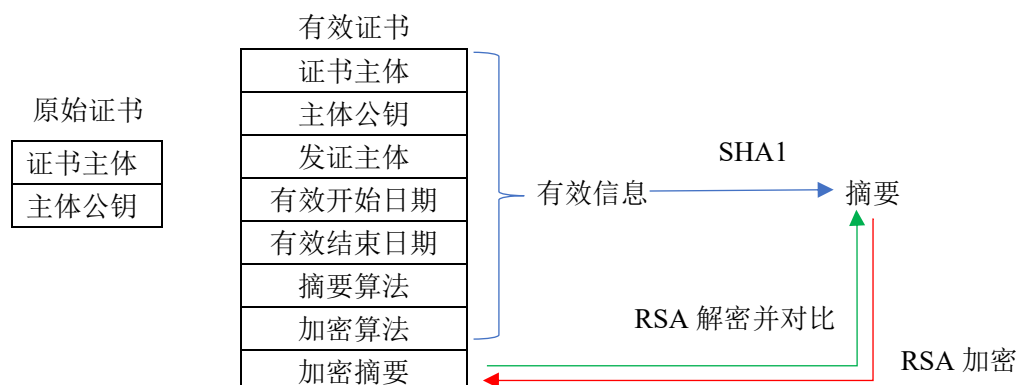 原始证书
证书主体
主体公钥
有效证书
证书主体
主体公钥
发证主体
有效开始日期
有效结束日期
摘要算法
加密算法
加密摘要
有效信息
SHA1
摘要
RSA 解密并对比
RSA 加密